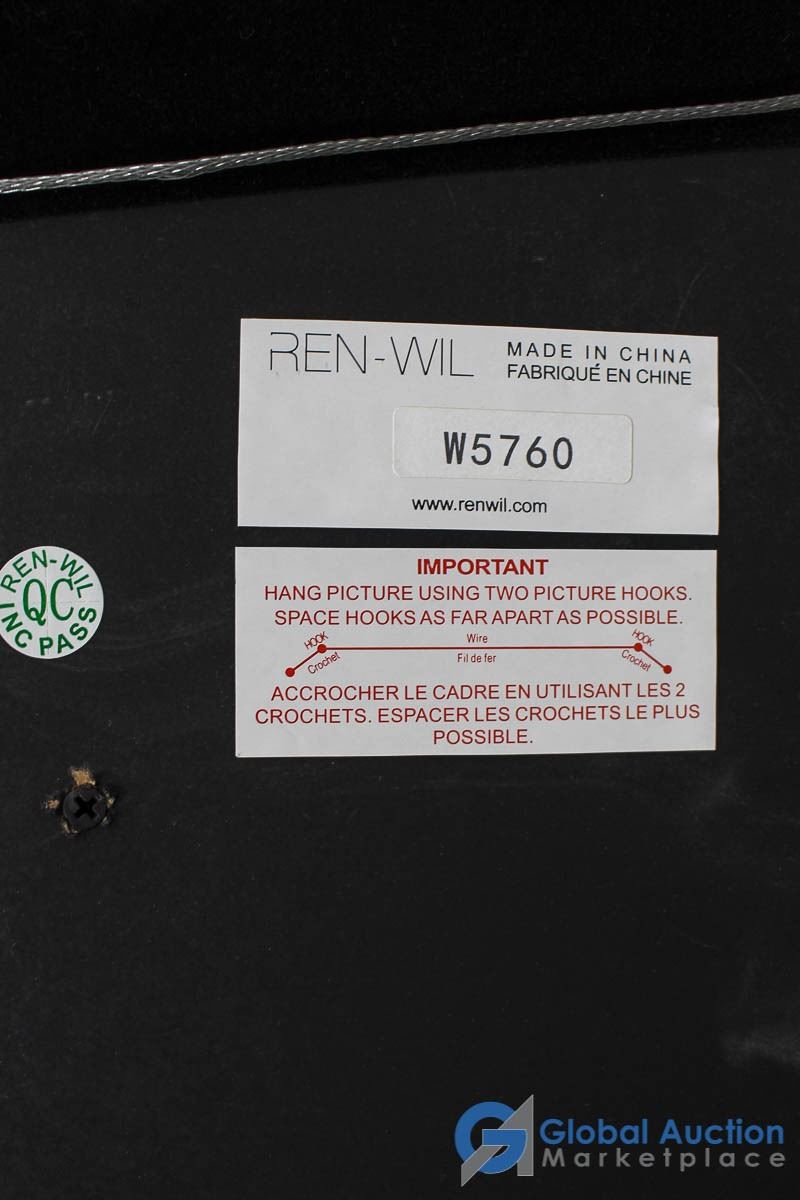 REN-WIL
MADE IN CHINA
FABRIQUÉ EN CHINE
W5760
www.renwil.com
REN-WIL
QC
INC PASS
IMPORTANT
HANG PICTURE USING TWO PICTURE HOOKS.
SPACE HOOKS AS FAR APART AS POSSIBLE.
HOOK
Wire
HOOK
Crochet
Fil de fer
Crochet
ACCROCHER LE CADRE EN UTILISANT LES 2
CROCHETS. ESPACER LES CROCHETS LE PLUS
POSSIBLE.
Global Auction
Marketplace